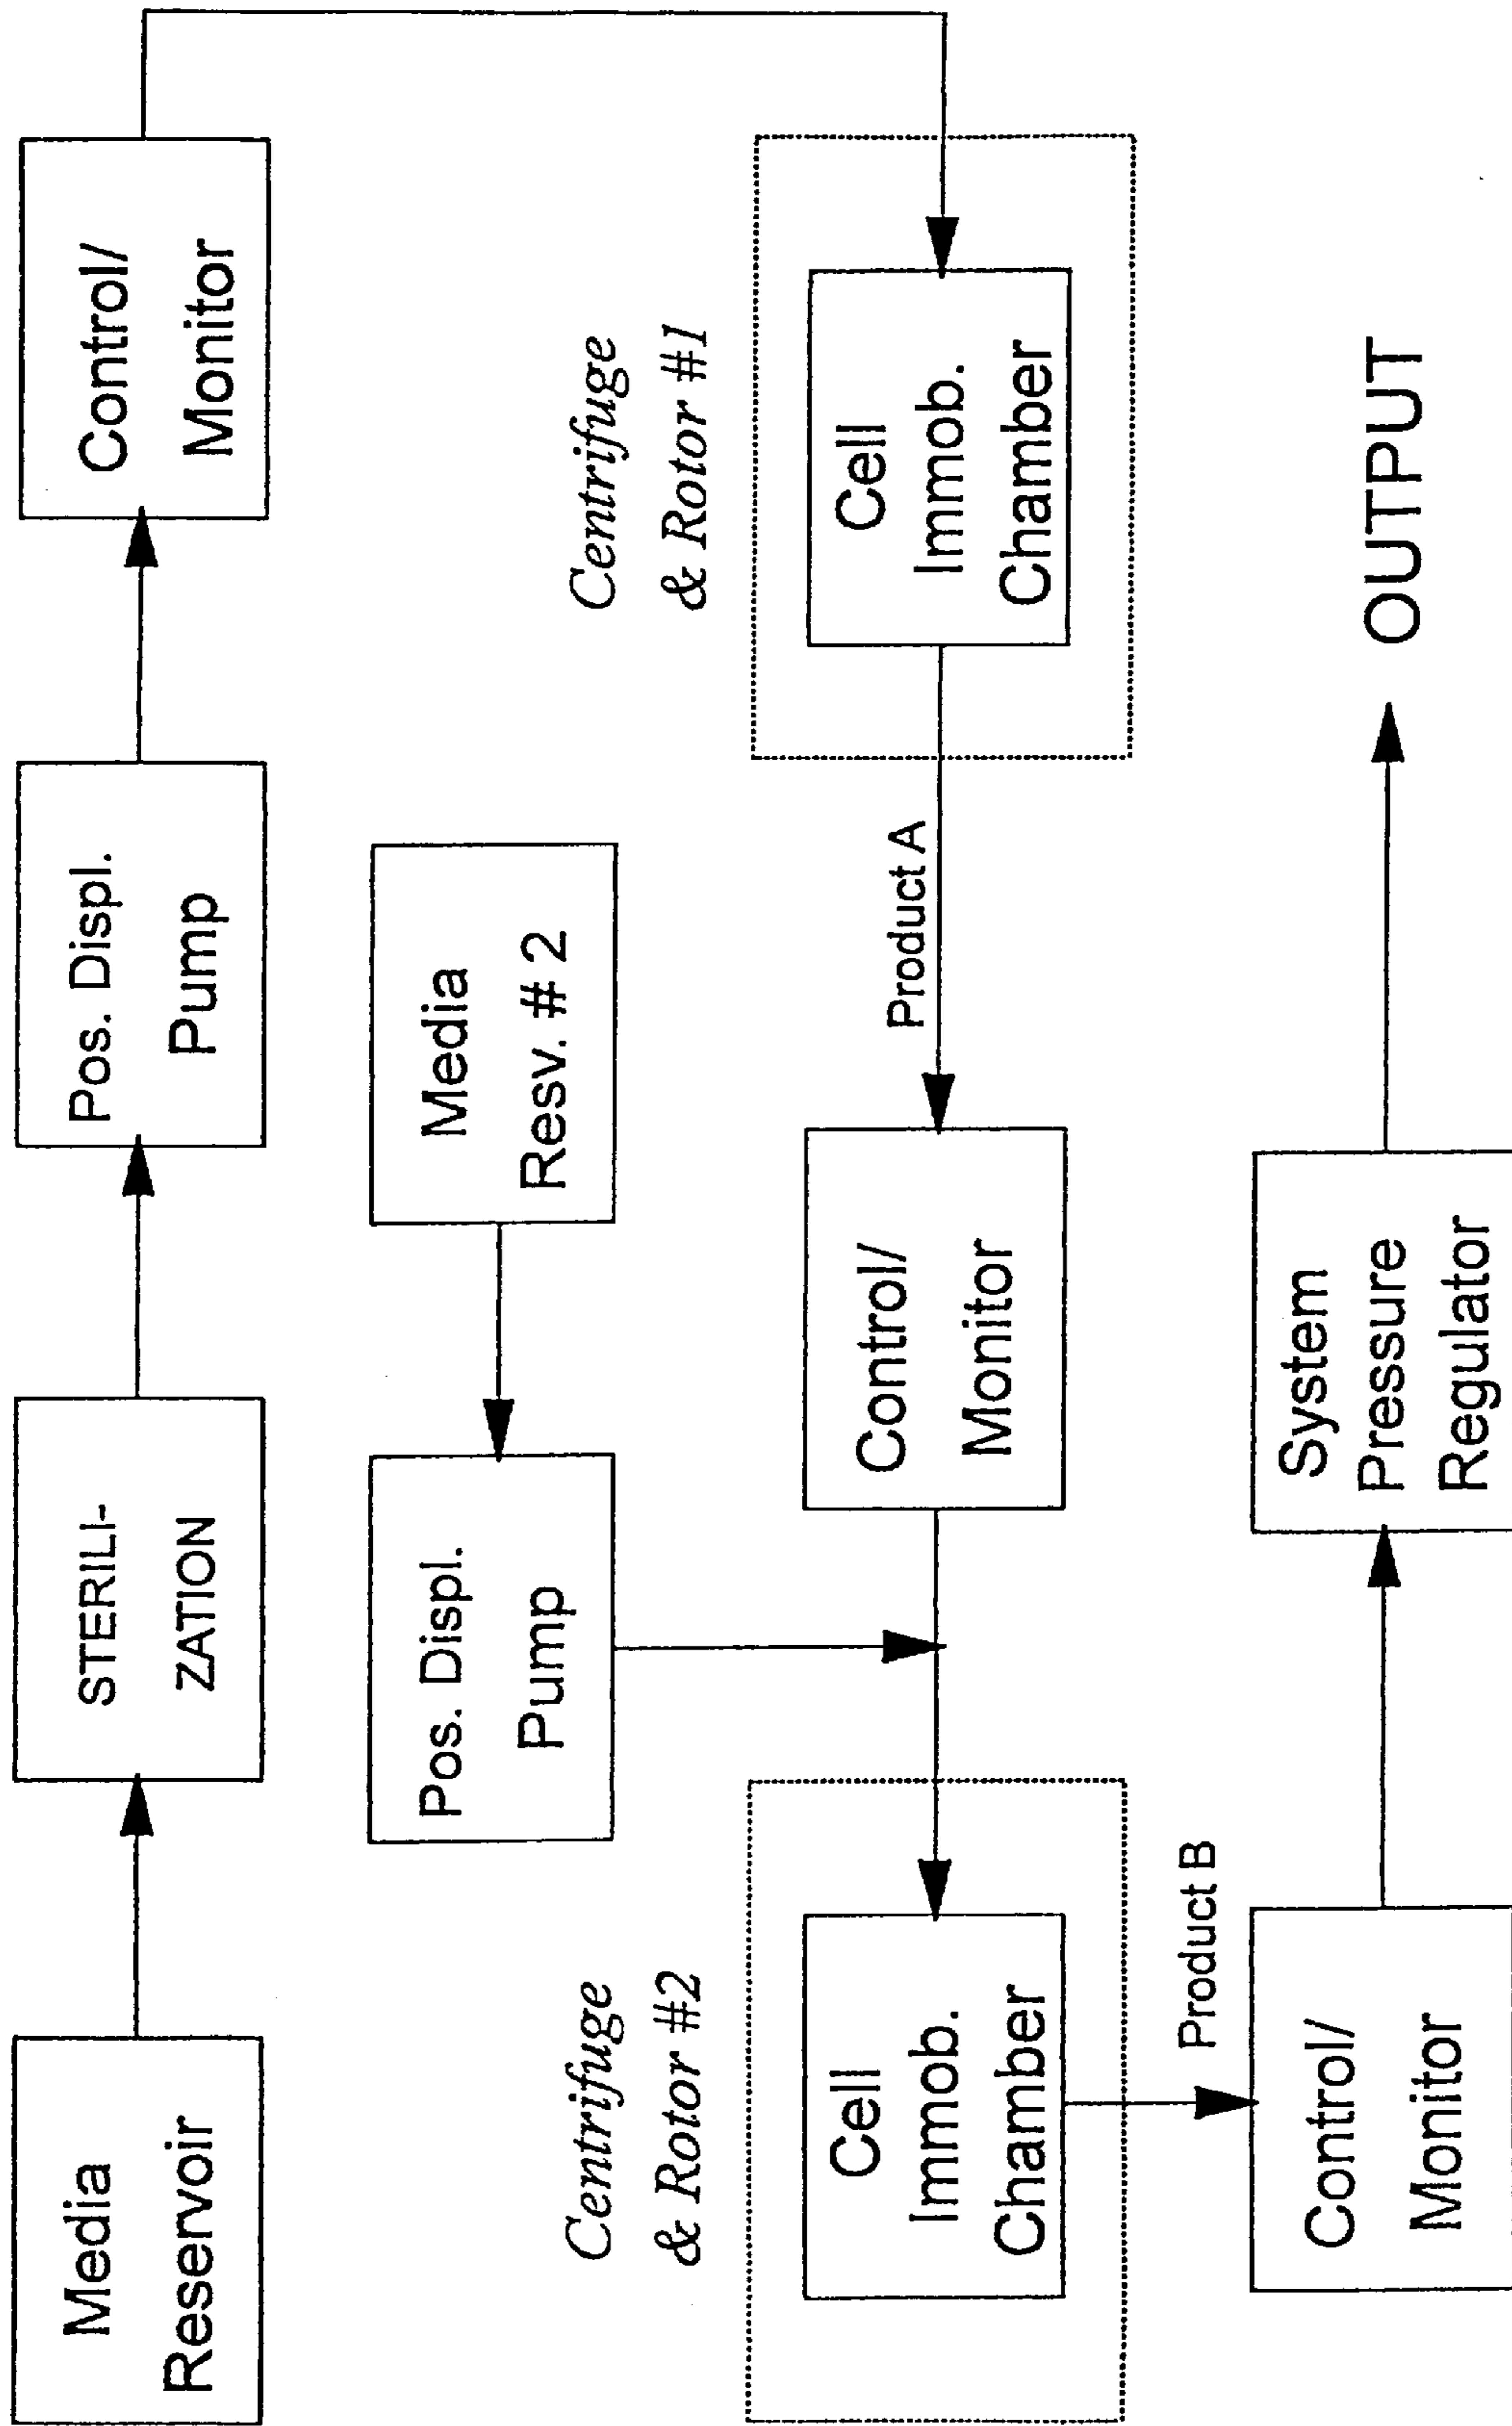 Media
Reservoir
STERILI-
ZATION
Pos. Displ.
Pump
Control/
Monitor
Pos. Displ.
Pump
Media
Resv. # 2
Centrifuge
& Rotor #2
Centrifuge
& Rotor #1
Cell
Immob.
Chamber
Control/
Monitor
Product A
Cell
Immob.
Chamber
Product B
Control/
Monitor
System
Pressure
Regulator
OUTPUT